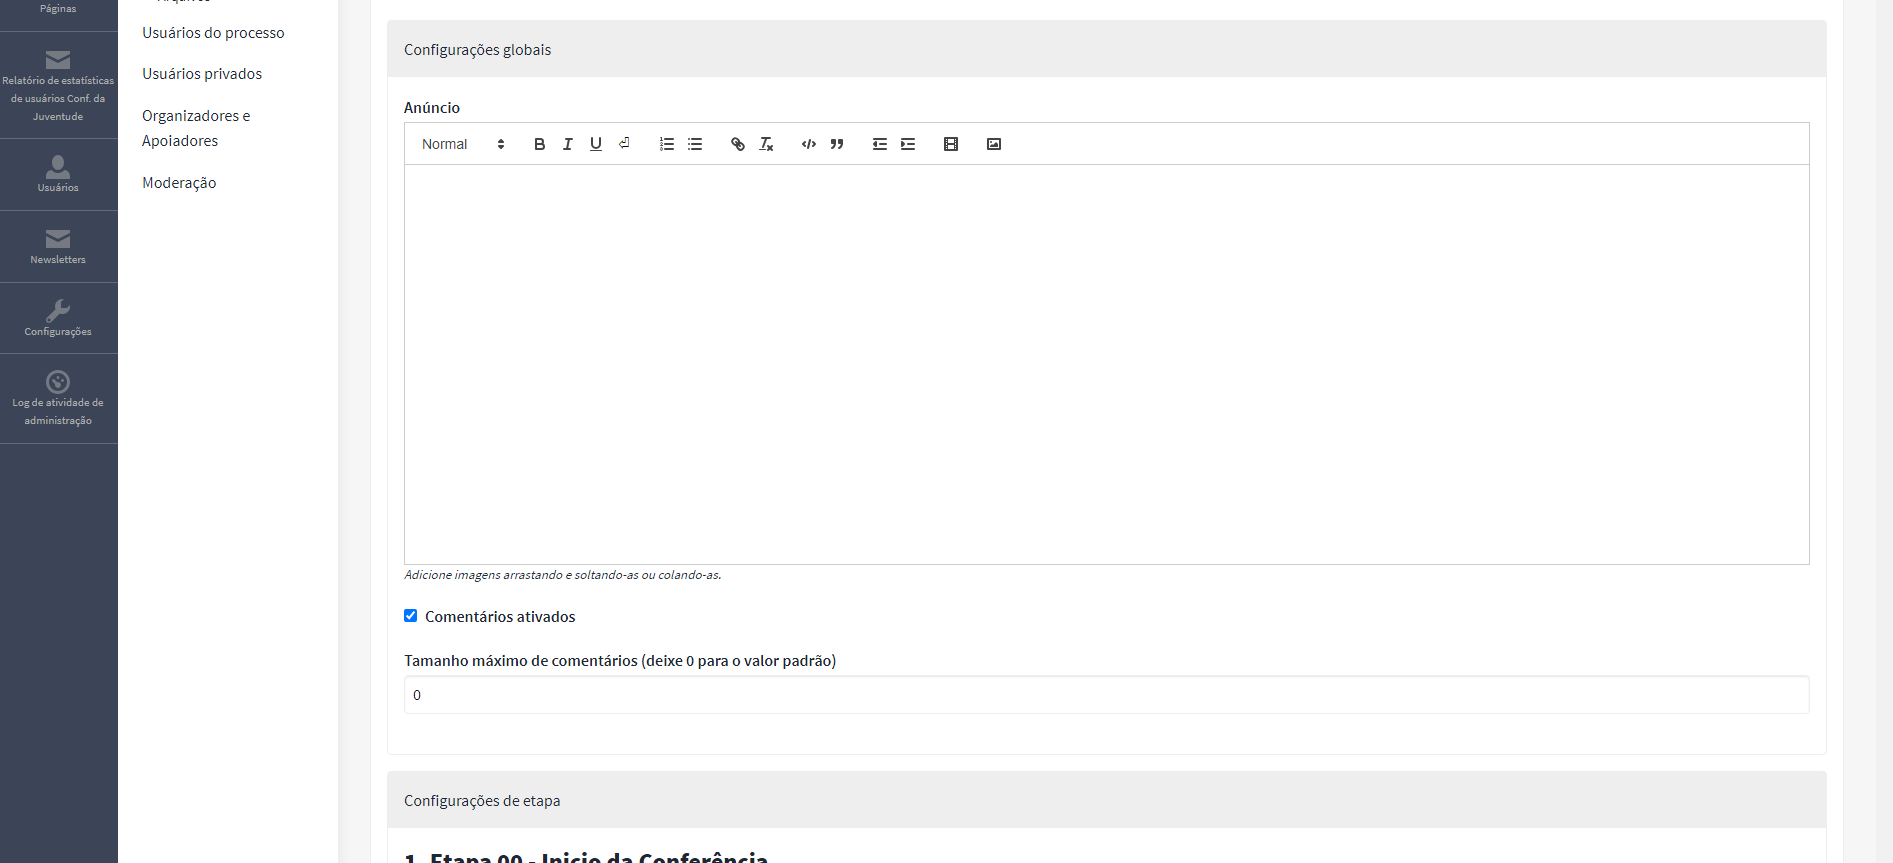 Páginas
Relatório de estatísticas
de usuários Conf. da
Juventude
Usuários
Newsletters
Configurações
Log de atividade de
administração
Arquivos
Usuários do processo
Usuários privados
Organizadores e
Apoiadores
Moderação
Configurações globais
Anúncio
Normal
Adicione imagens arrastando e soltando-as ou colando-as.
Comentários ativados
Tamanho máximo de comentários (deixe 0 para o valor padrão)
0
Configurações de etapa
1. Etapa 00 - Inicio da Conferência